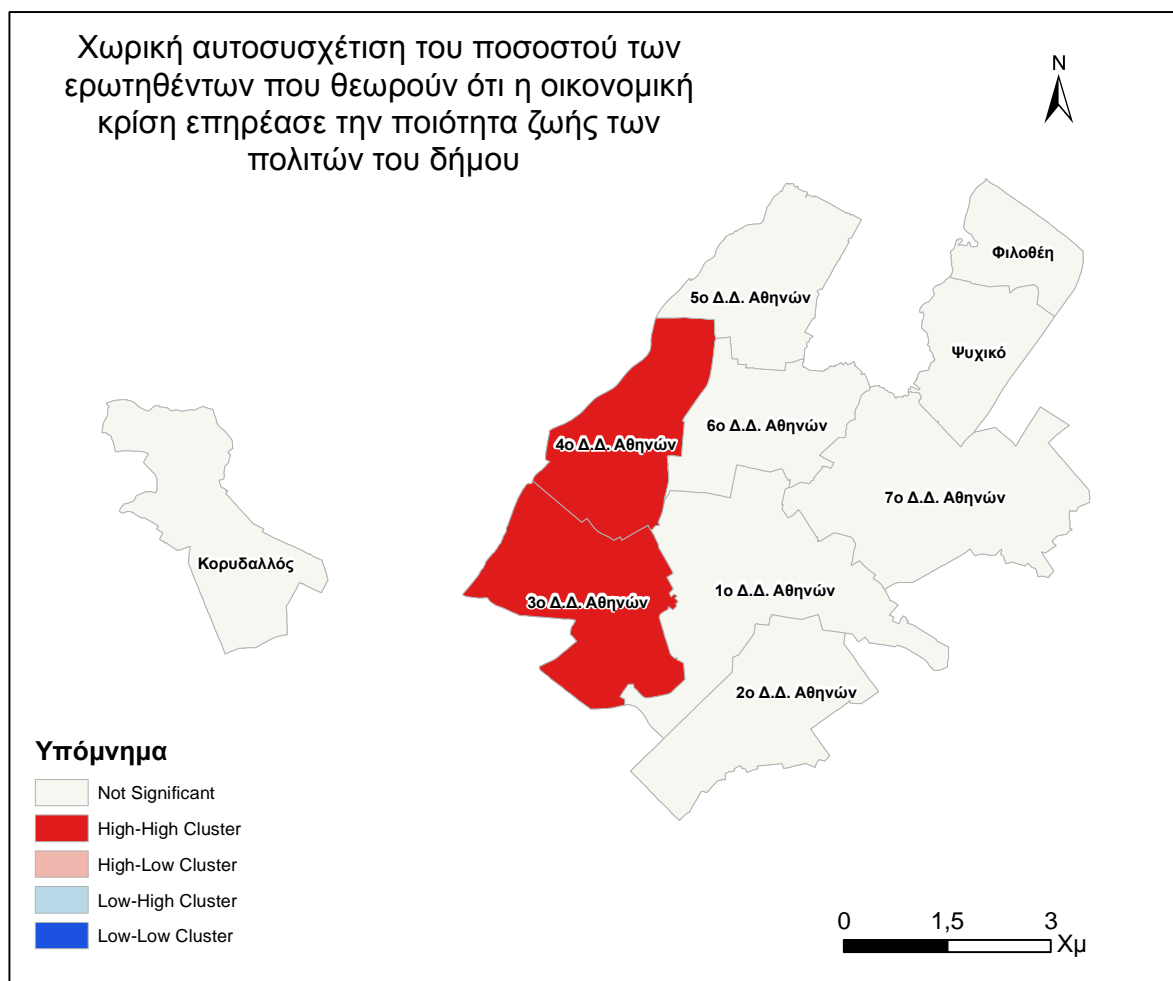 Χωρική αυτοσυσχέτιση του ποσοστού των
ερωτηθέντων που θεωρούν ότι η οικονομική
κρίση επηρέασε την ποιότητα ζωής των
πολιτών του δήμου
N
Φιλοθέη
5ο Δ.Δ. Αθηνών
Ψυχικό
6ο Δ.Δ. Αθηνών
4ο Δ.Δ. Αθηνών
7ο Δ.Δ. Αθηνών
Κορυδαλλός
1ο Δ.Δ. Αθηνών
3ο Δ.Δ. Αθηνών
2ο Δ.Δ. Αθηνών
Υπόμνημα
Not Significant
High-High Cluster
High-Low Cluster
Low-High Cluster
Low-Low Cluster
0 1,5 3
Χμ